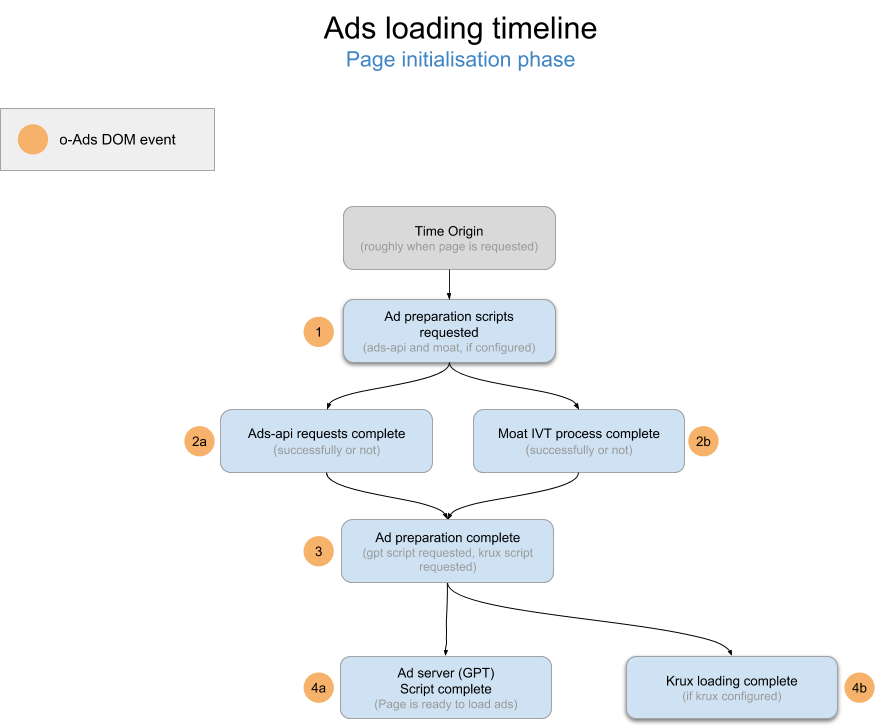 Ads loading timeline
Page initialisation phase
o-Ads DOM event
Time Origin
(roughly when page is requested)
1
Ad preparation scripts
requested
(ads-api and moat, if configured)
2a
Ads-api requests complete
(successfully or not)
Moat IVT process complete
(successfully or not)
2b
3
Ad preparation complete
(gpt script requested, krux script
requested)
4a
Ad server (GPT)
Script complete
(Page is ready to load ads)
Krux loading complete
(if krux configured)
4b